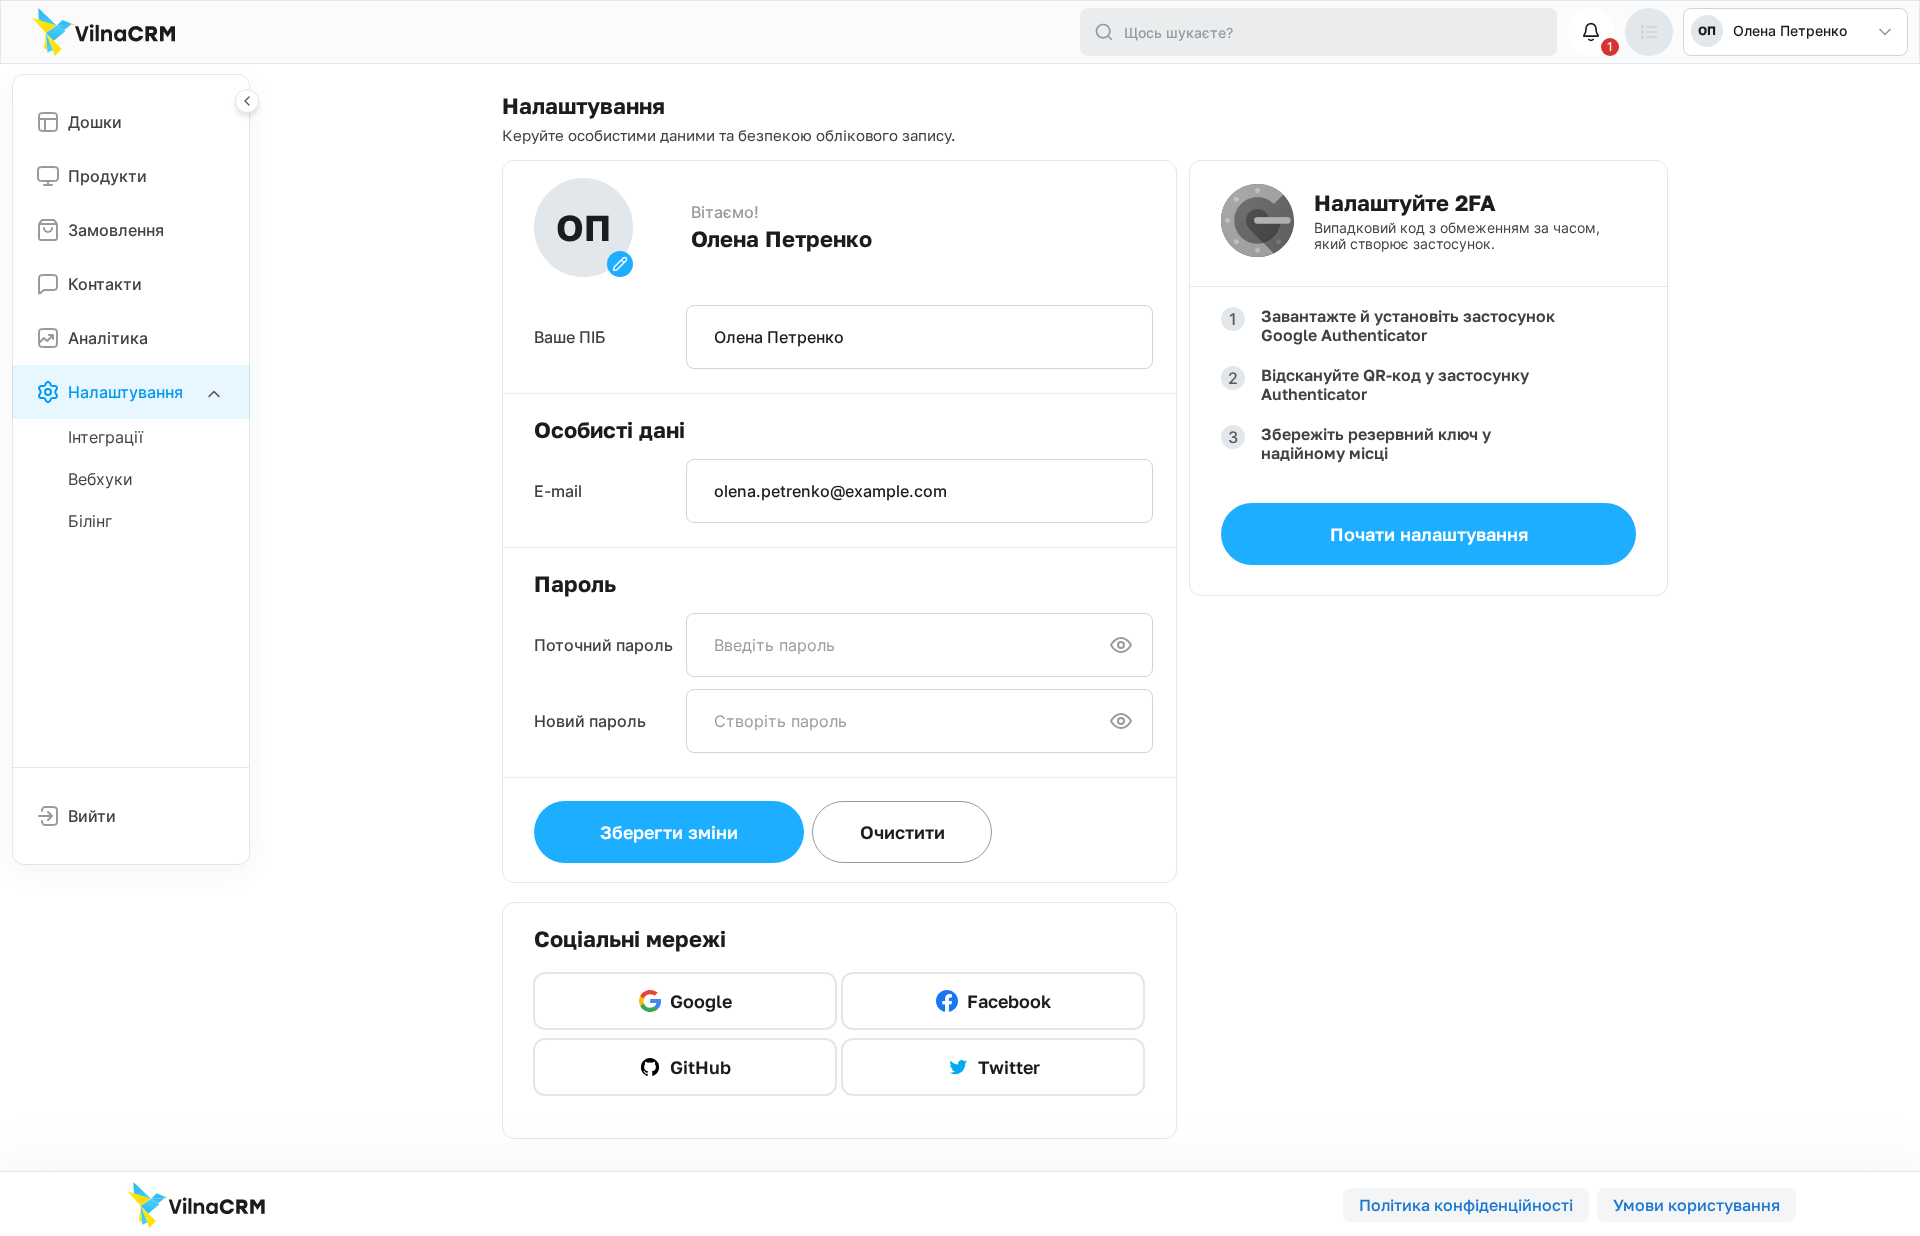 VilnaCRM
Щось шукаєте?
1
ОП
Олена Петренко
Дошки
Продукти
Замовлення
Контакти
Аналітика
Налаштування
Інтеграції
Вебхуки
Білінг
Вийти
Налаштування
Керуйте особистими даними та безпекою облікового запису.
ОП
Вітаємо!
Олена Петренко
Ваше ПІБ
Олена Петренко
Особисті дані
E-mail
olena.petrenko@example.com
Пароль
Поточний пароль
Введіть пароль
Новий пароль
Створіть пароль
Зберегти зміни
Очистити
Соціальні мережі
Google
Facebook
GitHub
Twitter
Налаштуйте 2FA
Випадковий код з обмеженням за часом,
який створює застосунок.
1
Завантажте й установіть застосунок
Google Authenticator
2
Відскануйте QR-код у застосунку
Authenticator
3
Збережіть резервний ключ у
надійному місці
Почати налаштування
VilnaCRM
Політика конфіденційності
Умови користування